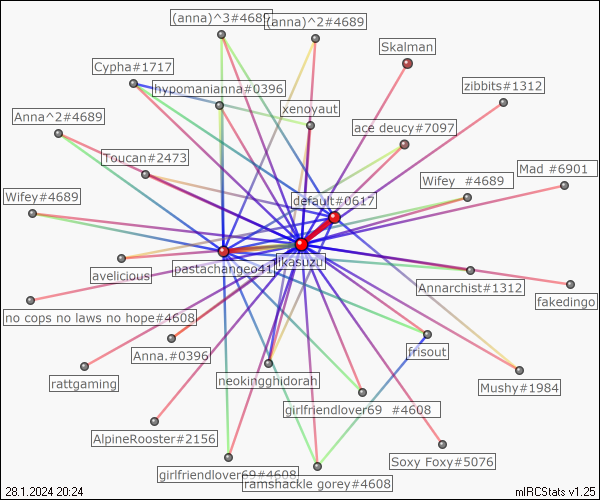 (anna)^3#4689
(anna)^2#4689
Skalman
Cypha#1717
hypomanianna#0396
zibbits#1312
xenoyaut
Anna^2#4689
ace deucy#7097
Toucan#2473
Mad #6901
Wifey #4689
Wifey#4689
default#0617
ikasuzu
pastachangeo41
avelicious
Annarchist#1312
fakedingo
no cops no laws no hope#4608
Anna.#0396
frisout
rattgaming
neokingghidorah
Mushy#1984
girlfriendlover69 #4608
AlpineRooster#2156
Soxy Foxy#5076
girlfriendlover69#4608
ramshackle gorey#4608
28.1.2024 20:24
mIRCStats v1.25